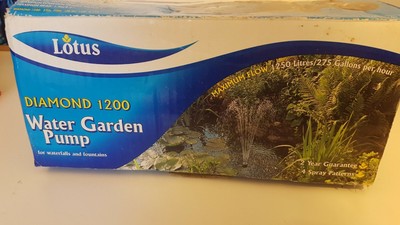 Lotus
MAXIMUM FLOW 1250 Litres/275 Gallons per hour
DIAMOND 1200
Water Garden
Pump
for waterfalls and fountains
2 Year Guarantee
4 Spray Patterns